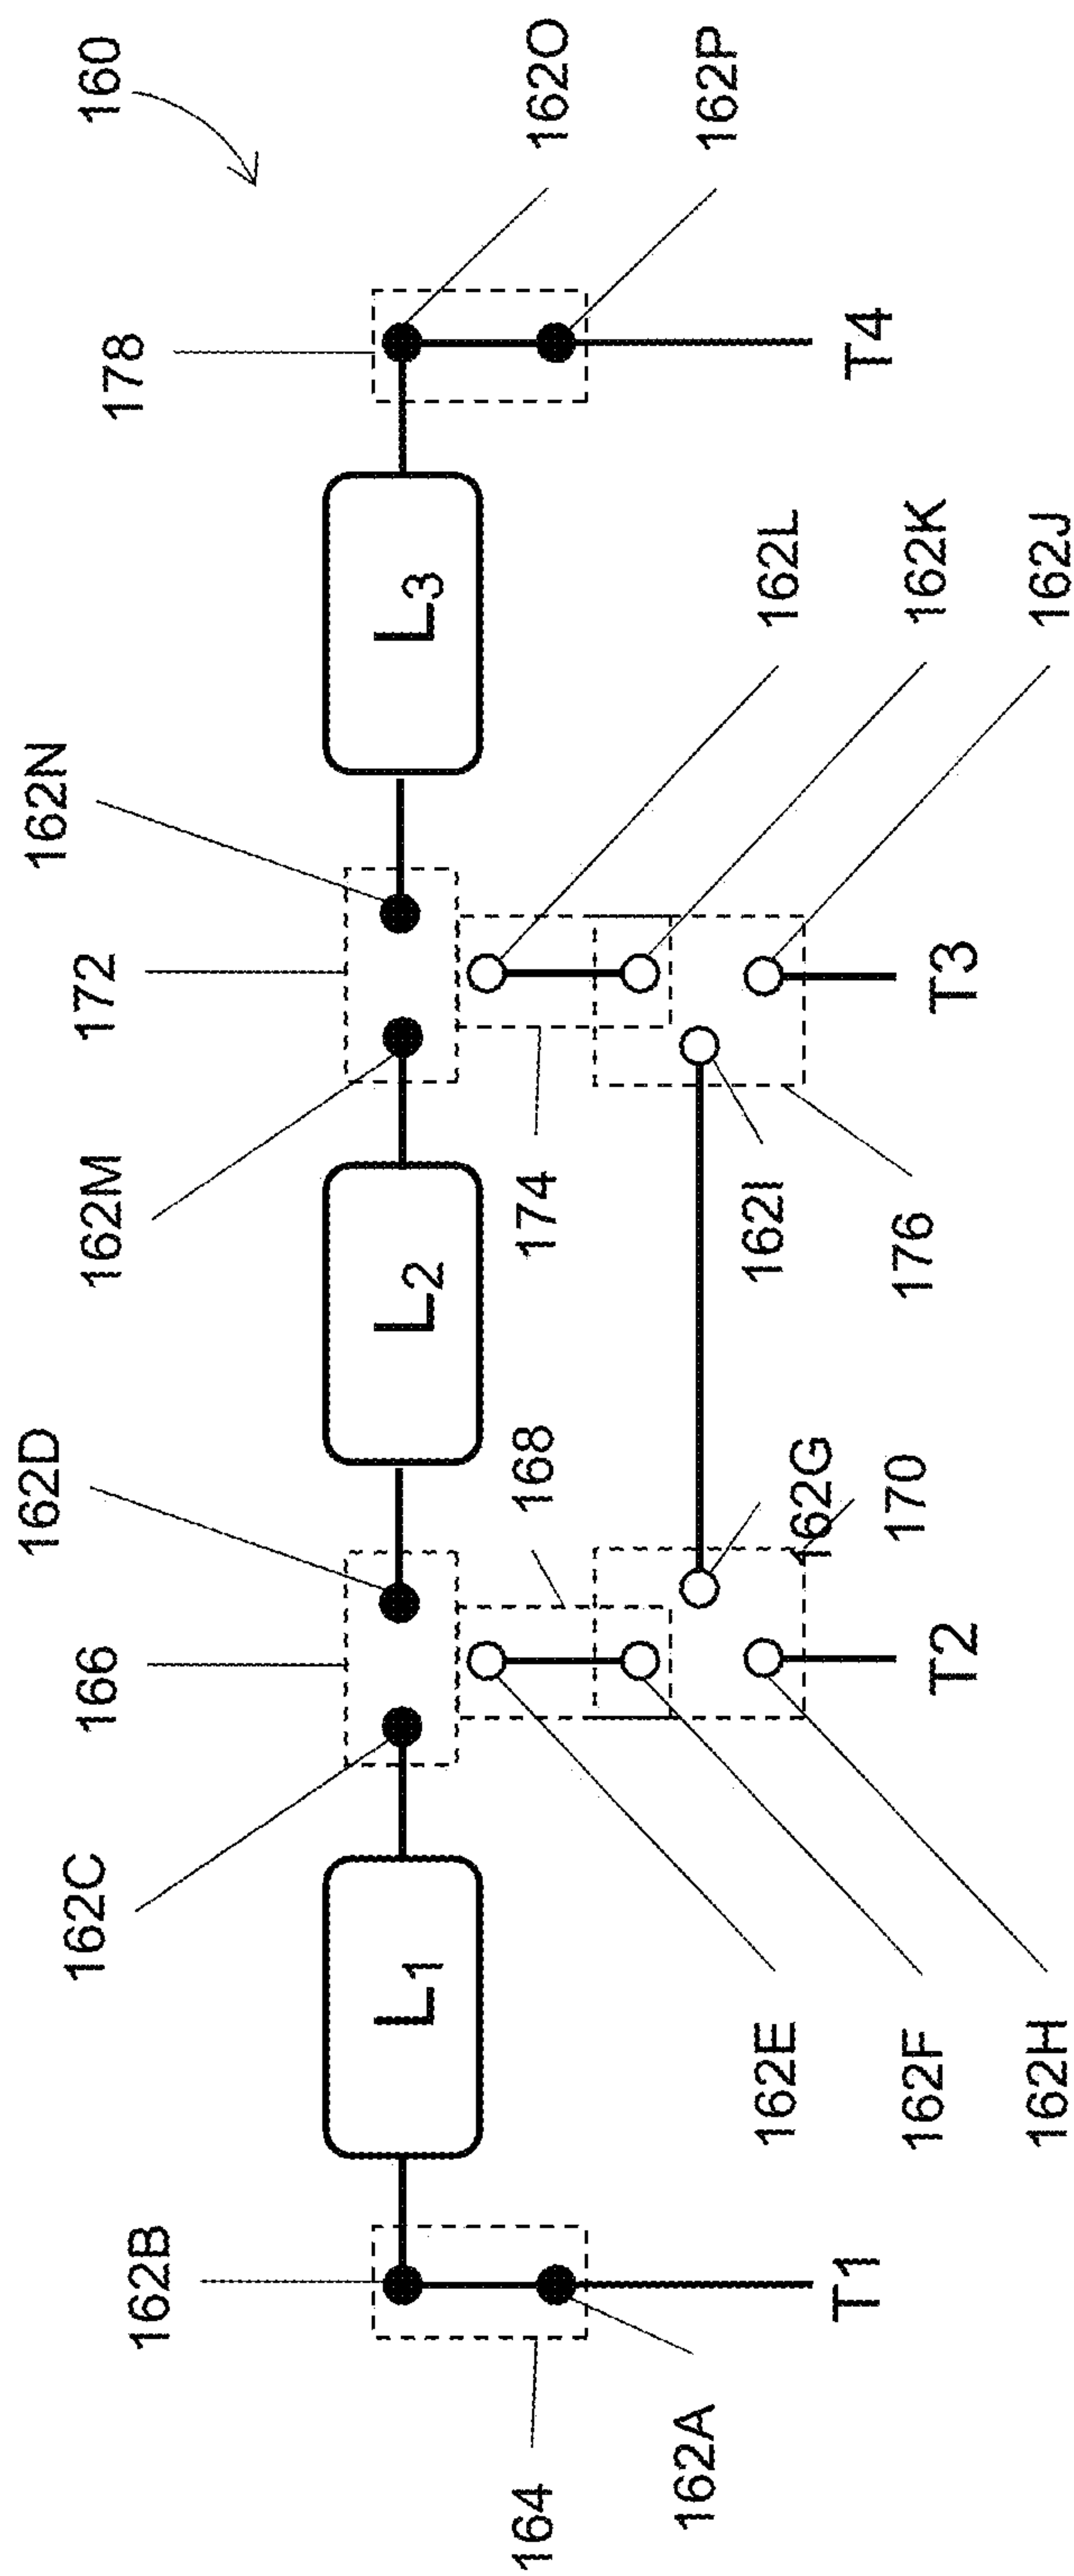 160
162O
162P
178
T4
L3
162L
162K
162J
162N
172
T3
162M
174
162I
176
L2
162D
168
162G
170
166
T2
162C
L1
162E
162F
162H
162B
T1
164
162A